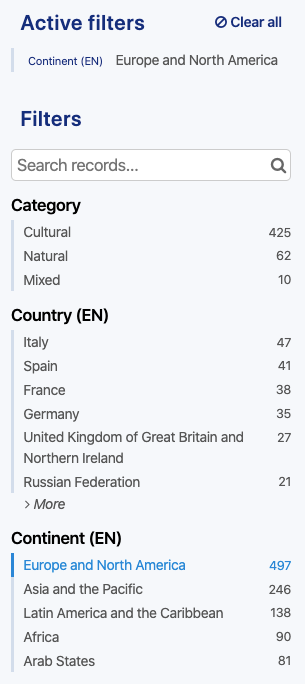 Active filters
Clear all
Continent (EN) Europe and North America
Filters
Search records...
Category
Cultural 425
Natural 62
Mixed 10
Country (EN)
Italy 47
Spain 41
France 38
Germany 35
United Kingdom of Great Britain and 27
Northern Ireland
Russian Federation 21
> More
Continent (EN)
Europe and North America 497
Asia and the Pacific 246
Latin America and the Caribbean 138
Africa 90
Arab States 81